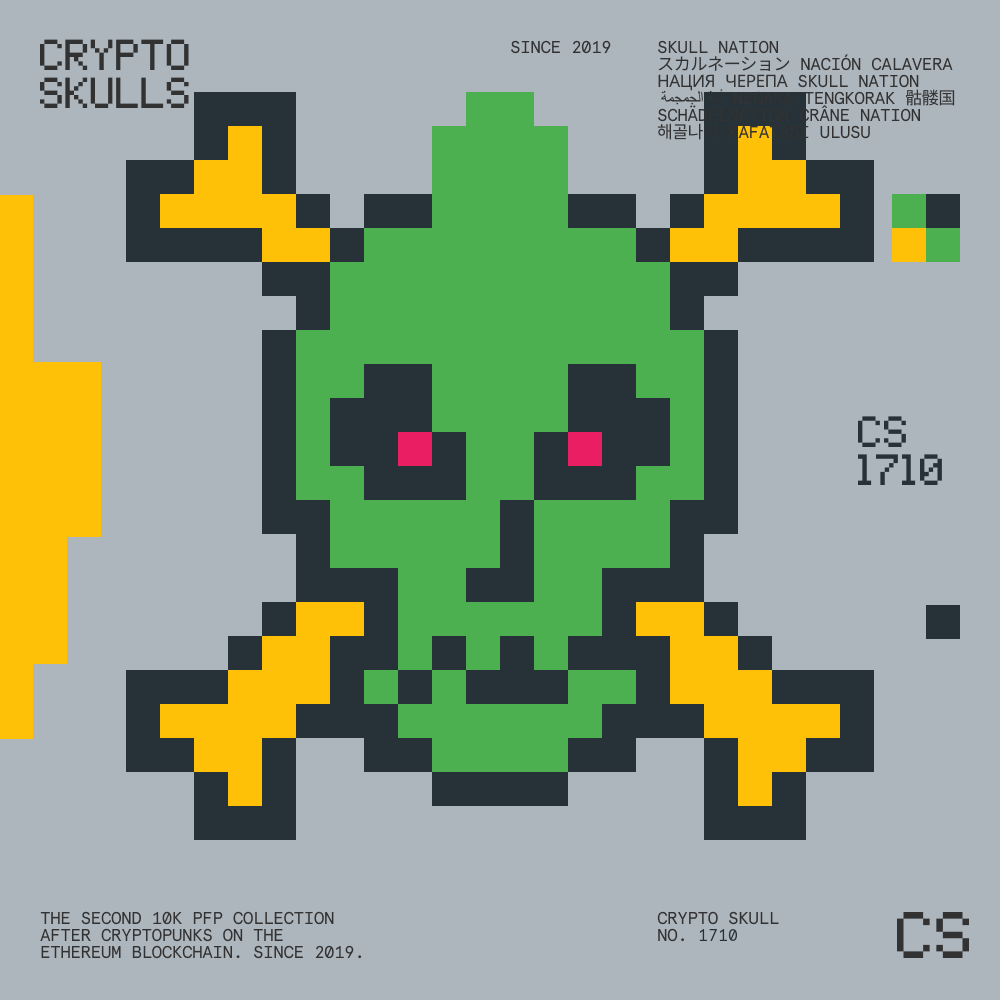 CRYPTO
SKULLS
SINCE 2019
SKULL NATION
スカルネーション NACIÓN CALAVERA
НАЦИЯ ЧЕРЕПА SKULL NATION
الجمجمة TENGKORAK 骷髅国
CRÂNE NATION
해골나 ULUSU
CS
1710
THE SECOND 10K PFP COLLECTION
AFTER CRYPTOPUNKS ON THE
ETHEREUM BLOCKCHAIN. SINCE 2019.
CRYPTO SKULL
NO. 1710
CS